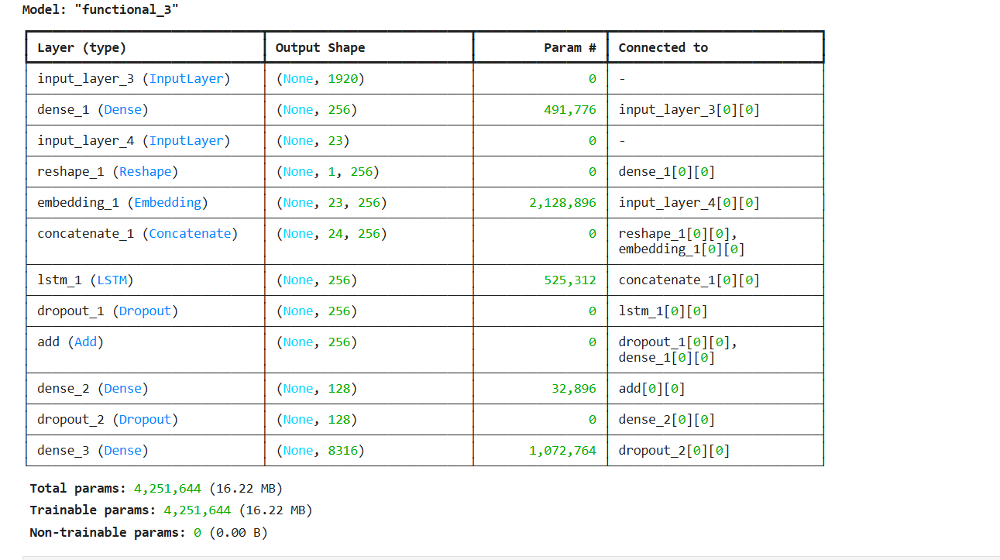 Model: "functional_3"
Layer (type) Output Shape Param # Connected to
input_layer_3 (InputLayer) (None, 1920) 0 -
dense_1 (Dense) (None, 256) 491,776 input_layer_3[0][0]
input_layer_4 (InputLayer) (None, 23) 0 -
reshape_1 (Reshape) (None, 1, 256) 0 dense_1[0][0]
embedding_1 (Embedding) (None, 23, 256) 2,128,896 input_layer_4[0][0]
concatenate_1 (Concatenate) (None, 24, 256) 0 reshape_1[0][0],
embedding_1[0][0]
lstm_1 (LSTM) (None, 256) 525,312 concatenate_1[0][0]
dropout_1 (Dropout) (None, 256) 0 lstm_1[0][0]
add (Add) (None, 256) 0 dropout_1[0][0],
dense_1[0][0]
dense_2 (Dense) (None, 128) 32,896 add[0][0]
dropout_2 (Dropout) (None, 128) 0 dense_2[0][0]
dense_3 (Dense) (None, 8316) 1,072,764 dropout_2[0][0]
Total params: 4,251,644 (16.22 MB)
Trainable params: 4,251,644 (16.22 MB)
Non-trainable params: 0 (0.00 B)